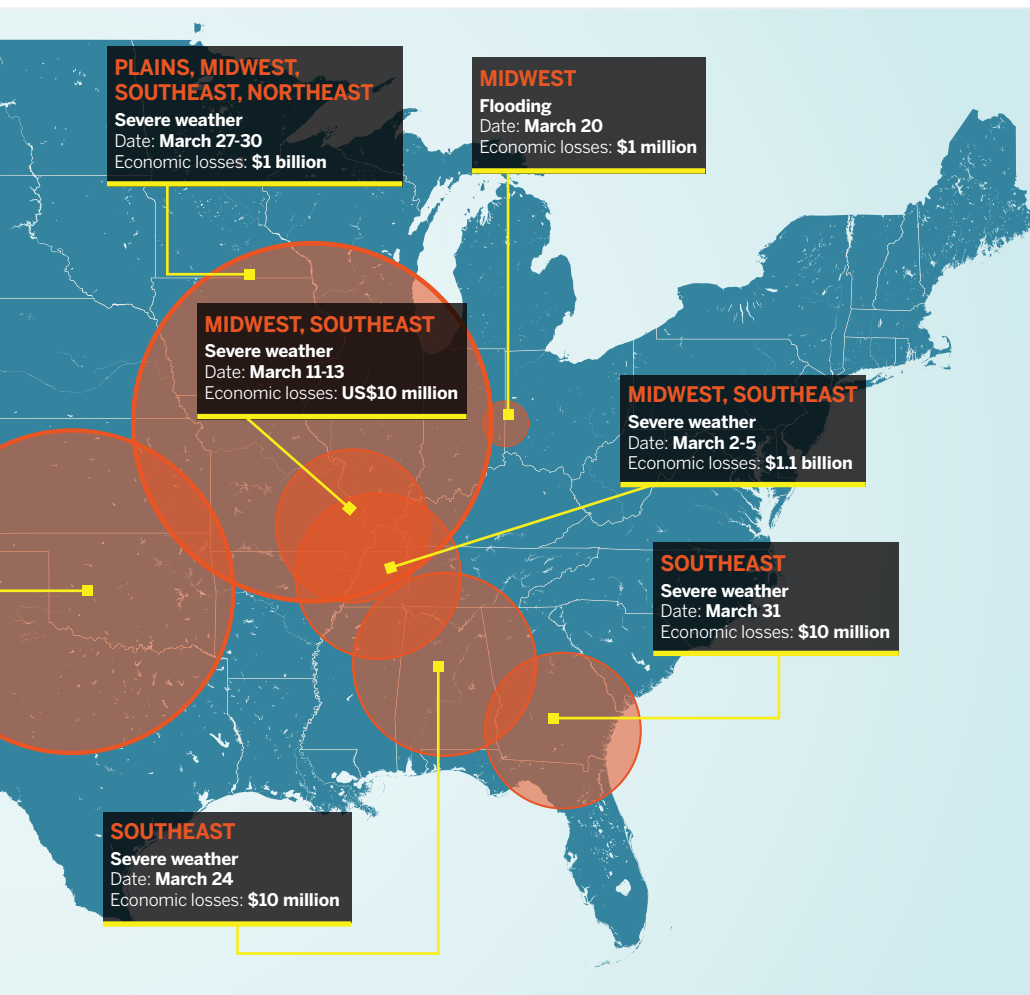 PLAINS, MIDWEST,
SOUTHEAST, NORTHEAST
Severe weather
Date: March 27-30
Economic losses: $1 billion
MIDWEST
Flooding
Date: March 20
Economic losses: $1 million
MIDWEST, SOUTHEAST
Severe weather
Date: March 11-13
Economic losses: US$10 million
MIDWEST, SOUTHEAST
Severe weather
Date: March 2-5
Economic losses: $1.1 billion
SOUTHEAST
Severe weather
Date: March 31
Economic losses: $10 million
SOUTHEAST
Severe weather
Date: March 24
Economic losses: $10 million